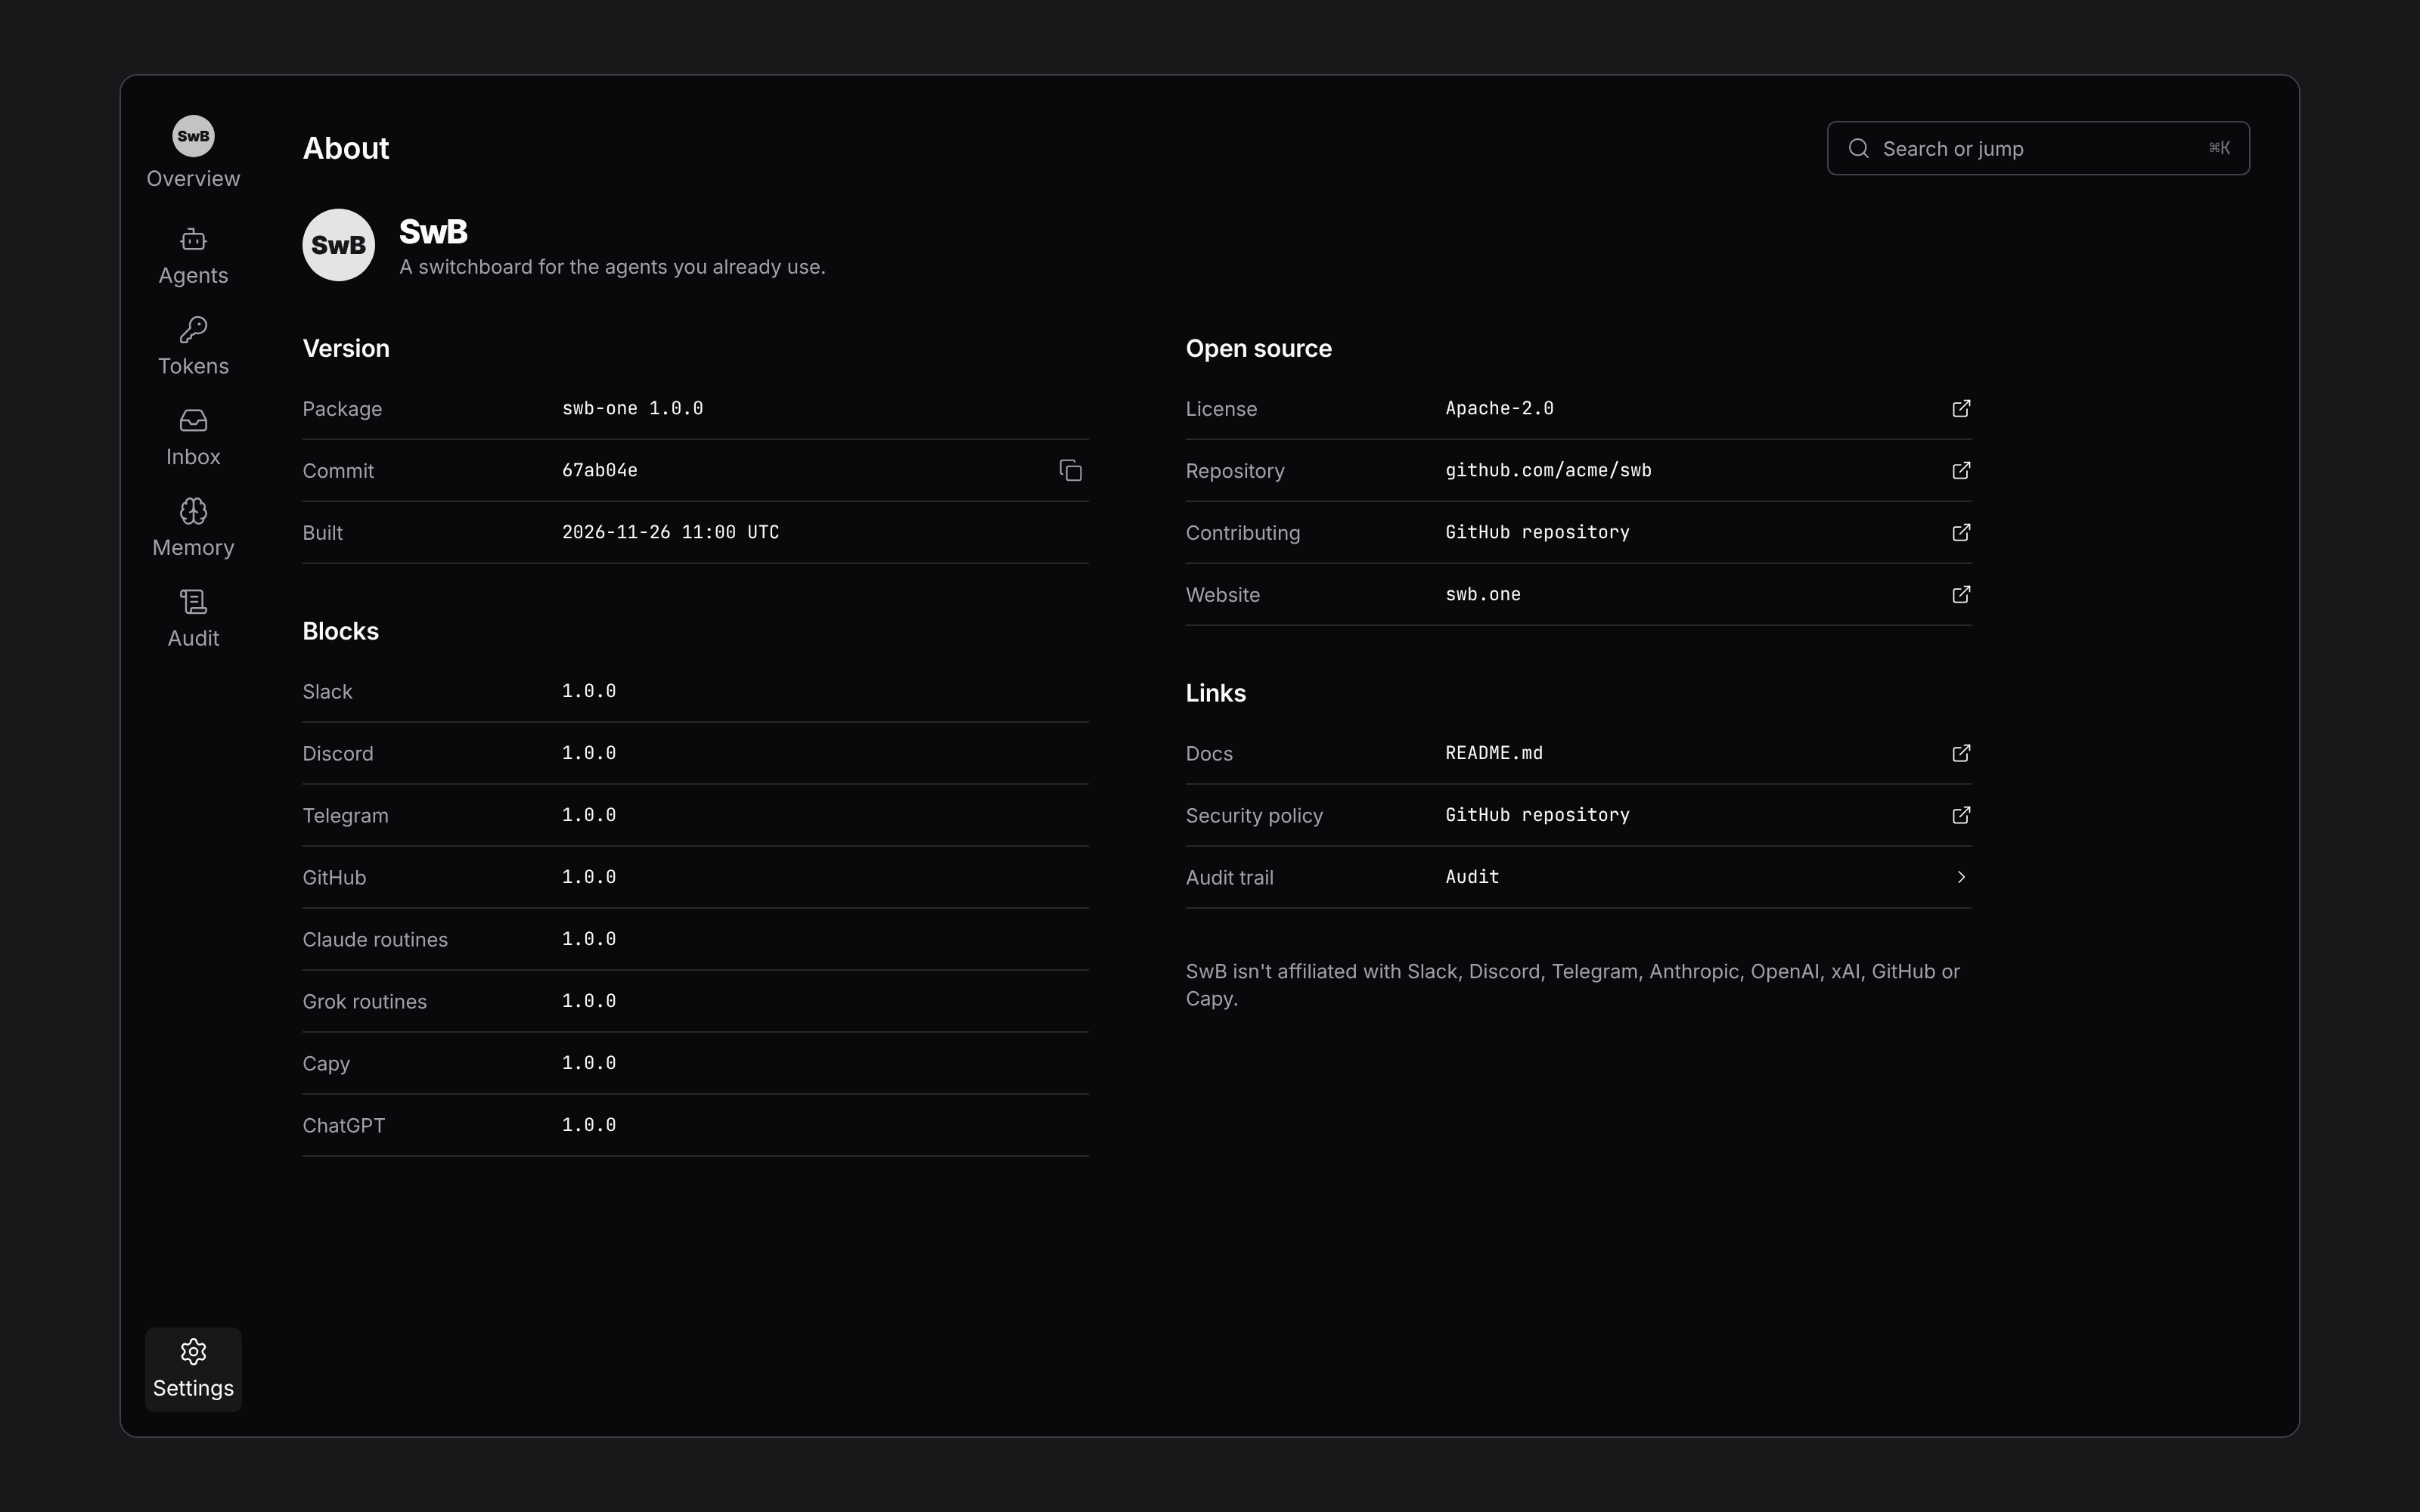 SwB
Overview
Agents
Tokens
Inbox
Memory
Audit
Settings
About
Search or jump ⌘K
SwB
SwB
A switchboard for the agents you already use.
Version
Package swb-one 1.0.0
Commit 67ab04e
Built 2026-11-26 11:00 UTC
Blocks
Slack 1.0.0
Discord 1.0.0
Telegram 1.0.0
GitHub 1.0.0
Claude routines 1.0.0
Grok routines 1.0.0
Capy 1.0.0
ChatGPT 1.0.0
Open source
License Apache-2.0
Repository github.com/acme/swb
Contributing GitHub repository
Website swb.one
Links
Docs README.md
Security policy GitHub repository
Audit trail Audit
SwB isn't affiliated with Slack, Discord, Telegram, Anthropic, OpenAI, xAI, GitHub or
Capy.